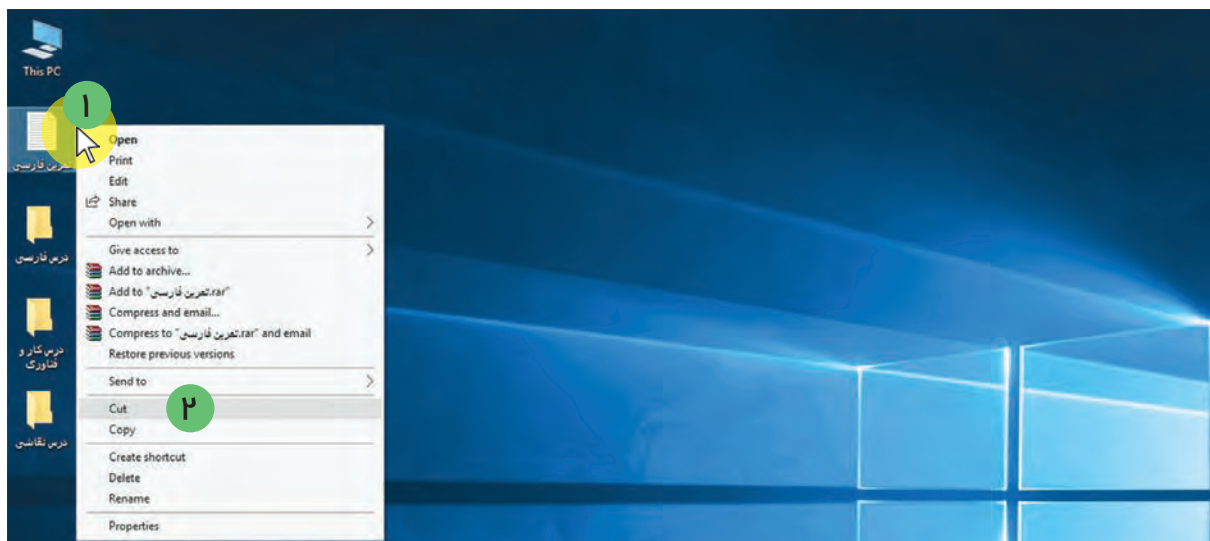 This PC
۱
تمرین فارسی
درس فارسی
درس کار و
فناوری
درس نقاشی
Open
Print
Edit
Share
Open with
Give access to
Add to archive...
Add to "تمرین فارسی.rar"
Compress and email...
Compress to "تمرین فارسی.rar" and email
Restore previous versions
Send to
Cut
۲
Copy
Create shortcut
Delete
Rename
Properties